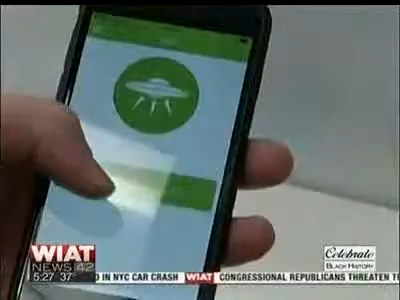 WIAT
NEWS 42
5:27 37°
Celebrate
BLACK HISTORY
D IN NYC CAR CRASH WIAT CONGRESSIONAL REPUBLICANS THREATEN T